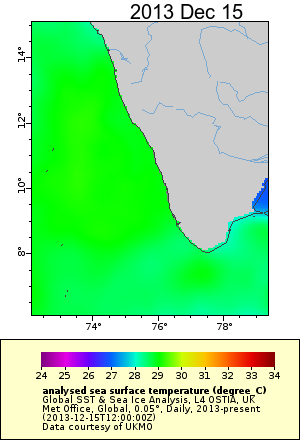 2013 Dec 15
14°
12°
10°
8°
74°
76°
78°
24 25 26 27 28 29 30 31 32 33 34
analysed sea surface temperature (degree_C)
Global SST & Sea Ice Analysis, L4 OSTIA, UK
Met Office, Global, 0.05°, Daily, 2013-present
(2013-12-15T12:00:00Z)
Data courtesy of UKMO